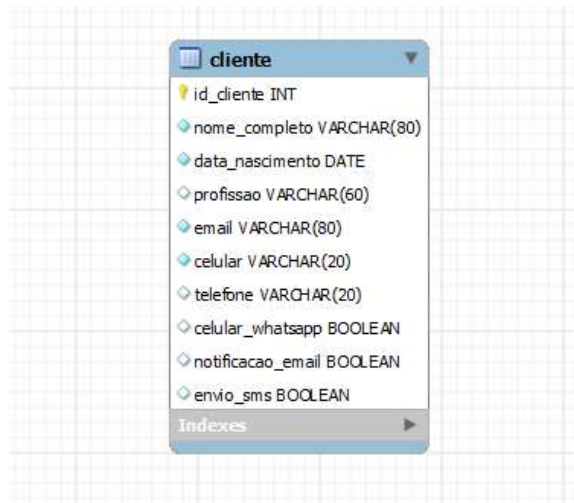 cliente
id_cliente INT
nome_completo VARCHAR(80)
data_nascimento DATE
profissao VARCHAR(60)
email VARCHAR(80)
celular VARCHAR(20)
telefone VARCHAR(20)
celular_whatsapp BOOLEAN
notificacao_email BOOLEAN
envio_sms BOOLEAN
Indexes